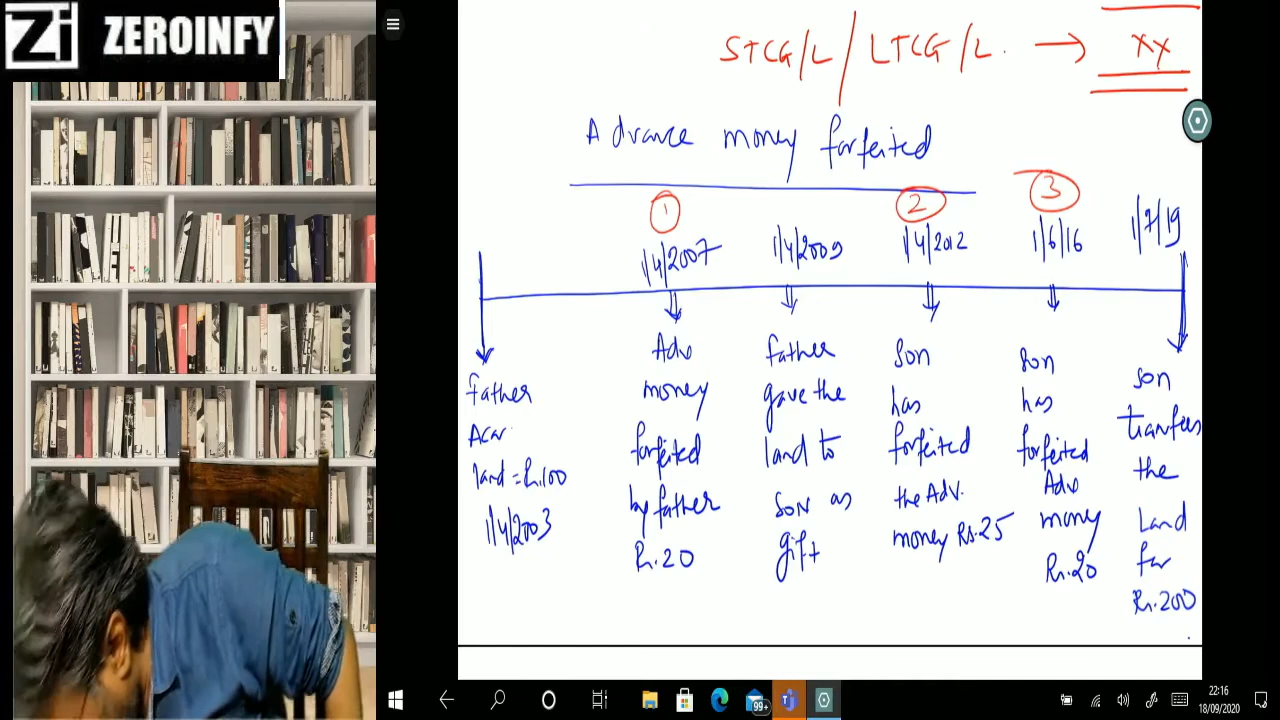 Zi ZEROINFY
STCG/L / LTCG/L. → XX
Advance money forfeited
1 2 3
1/4/2007 1/4/2009 1/4/2012 1/6/16 1/7/19
Father
Acqr
land = Rs.100
1/4/2003
Adv
money
forfeited
by father
Rs.20
Father
gave the
land to
son as
gift
Son
has
forfeited
the Adv.
money Rs.25
Son
has
forfeited
Adv
money
Rs.20
son
tranfers
the
Land
for
Rs.200
99+
22:16
18/09/2020